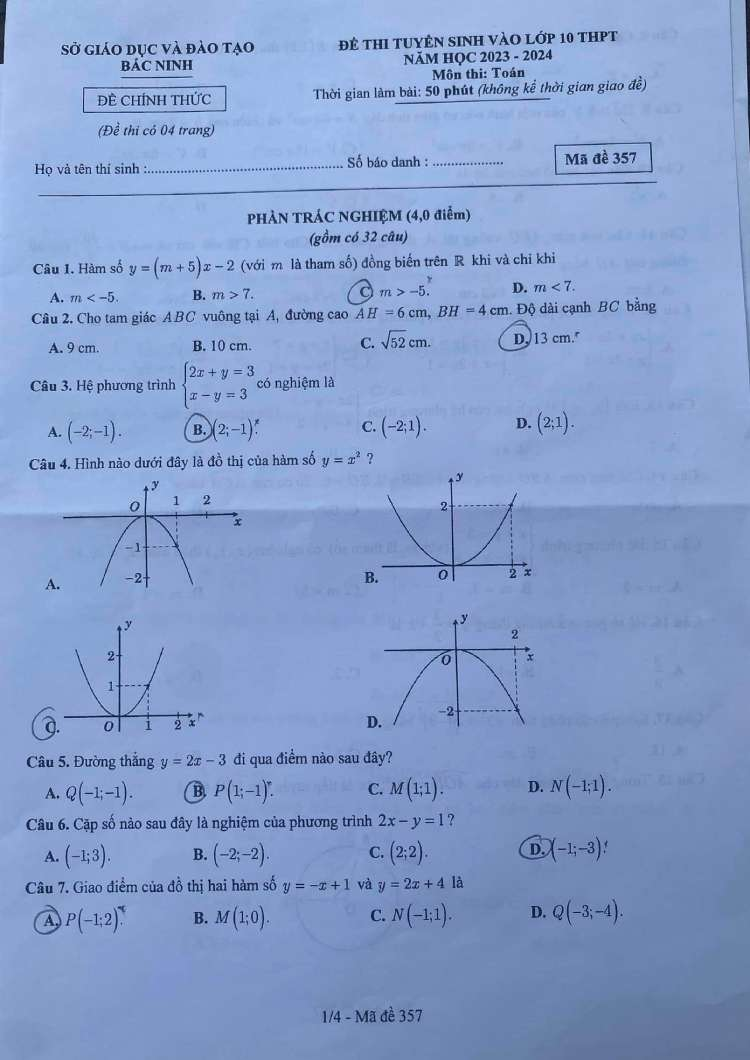 SỞ GIÁO DỤC VÀ ĐÀO TẠO
BẮC NINH
ĐỀ CHÍNH THỨC
(Đề thi có 04 trang)
ĐỀ THI TUYỂN SINH VÀO LỚP 10 THPT
NĂM HỌC 2023 - 2024
Môn thi: Toán
Thời gian làm bài: 50 phút (không kể thời gian giao đề)
Họ và tên thí sinh :............................................... Số báo danh : ..................
Mã đề 357
PHẦN TRẮC NGHIỆM (4,0 điểm)
(gồm có 32 câu)
Câu 1. Hàm số y = (m + 5)x − 2 (với m là tham số) đồng biến trên ℝ khi và chỉ khi
A. m < −5. B. m > 7. C. m > −5. D. m < 7.
Câu 2. Cho tam giác ABC vuông tại A, đường cao AH = 6 cm, BH = 4 cm. Độ dài cạnh BC bằng
A. 9 cm. B. 10 cm. C. √52 cm. D. 13 cm.
Câu 3. Hệ phương trình { 2x + y = 3
x − y = 3 có nghiệm là
A. (−2;−1). B. (2;−1). C. (−2;1). D. (2;1).
Câu 4. Hình nào dưới đây là đồ thị của hàm số y = x² ?
y
O 1 2
x
−1
−2
A.
y
2
O 2 x
B.
y
2
1
O 1 2 x
C.
y
2
O x
−2
D.
Câu 5. Đường thẳng y = 2x − 3 đi qua điểm nào sau đây?
A. Q(−1;−1). B. P(1;−1). C. M(1;1). D. N(−1;1).
Câu 6. Cặp số nào sau đây là nghiệm của phương trình 2x − y = 1 ?
A. (−1;3). B. (−2;−2). C. (2;2). D. (−1;−3).
Câu 7. Giao điểm của đồ thị hai hàm số y = −x + 1 và y = 2x + 4 là
A. P(−1;2). B. M(1;0). C. N(−1;1). D. Q(−3;−4).
1/4 - Mã đề 357